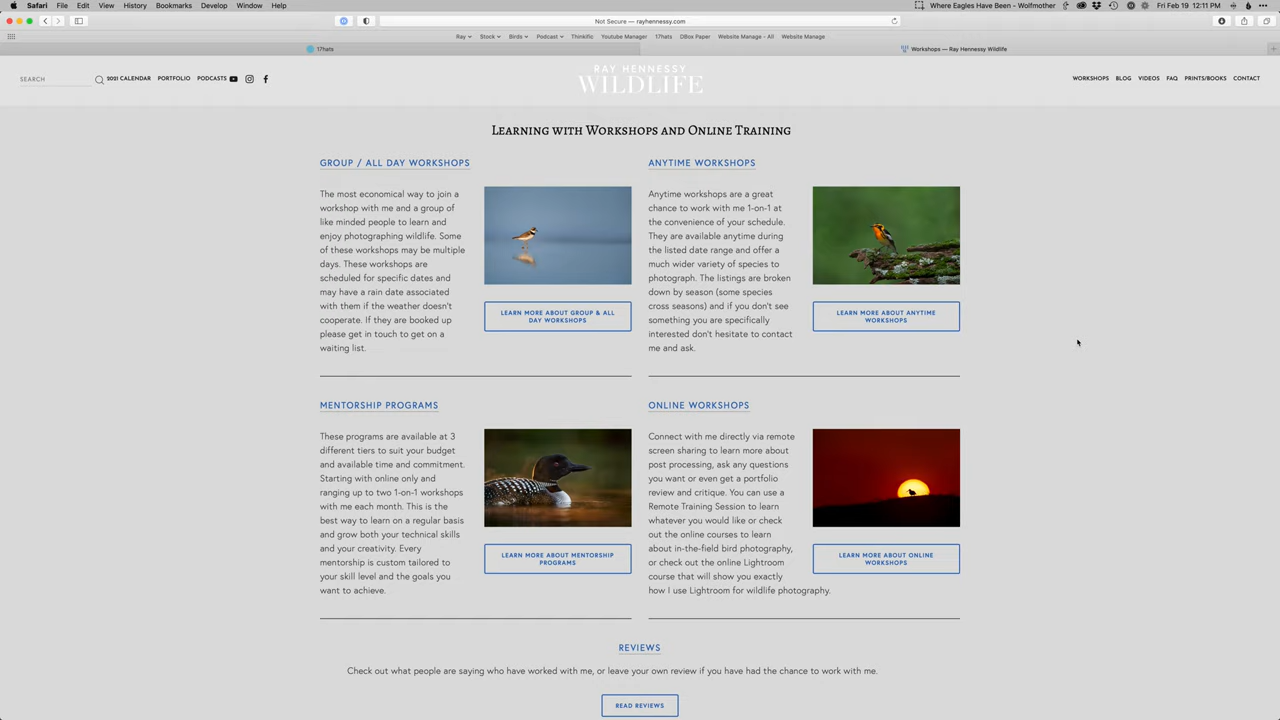 Safari File Edit View History Bookmarks Develop Window Help Where Eagles Have Been - Wolfmother Fri Feb 19 12:11 PM
Not Secure — rayhennessy.com
Ray Stock Birds Podcast Thinkific Youtube Manager 17hats DBox Paper Website Manage - All Website Manage
17hats Workshops — Ray Hennessy Wildlife
SEARCH 2021 CALENDAR PORTFOLIO PODCASTS
RAY HENNESSY
WILDLIFE
WORKSHOPS BLOG VIDEOS FAQ PRINTS/BOOKS CONTACT
Learning with Workshops and Online Training
GROUP / ALL DAY WORKSHOPS
The most economical way to join a
workshop with me and a group of
like minded people to learn and
enjoy photographing wildlife. Some
of these workshops may be multiple
days. These workshops are
scheduled for specific dates and
may have a rain date associated
with them if the weather doesn't
cooperate. If they are booked up
please get in touch to get on a
waiting list.
LEARN MORE ABOUT GROUP & ALL
DAY WORKSHOPS
ANYTIME WORKSHOPS
Anytime workshops are a great
chance to work with me 1-on-1 at
the convenience of your schedule.
They are available anytime during
the listed date range and offer a
much wider variety of species to
photograph. The listings are broken
down by season (some species
cross seasons) and if you don't see
something you are specifically
interested don't hesitate to contact
me and ask.
LEARN MORE ABOUT ANYTIME
WORKSHOPS
MENTORSHIP PROGRAMS
These programs are available at 3
different tiers to suit your budget
and available time and commitment.
Starting with online only and
ranging up to two 1-on-1 workshops
with me each month. This is the
best way to learn on a regular basis
and grow both your technical skills
and your creativity. Every
mentorship is custom tailored to
your skill level and the goals you
want to achieve.
LEARN MORE ABOUT MENTORSHIP
PROGRAMS
ONLINE WORKSHOPS
Connect with me directly via remote
screen sharing to learn more about
post processing, ask any questions
you want or even get a portfolio
review and critique. You can use a
Remote Training Session to learn
whatever you would like or check
out the online courses to learn
about in-the-field bird photography,
or check out the online Lightroom
course that will show you exactly
how I use Lightroom for wildlife photography.
LEARN MORE ABOUT ONLINE
WORKSHOPS
REVIEWS
Check out what people are saying who have worked with me, or leave your own review if you have had the chance to work with me.
READ REVIEWS